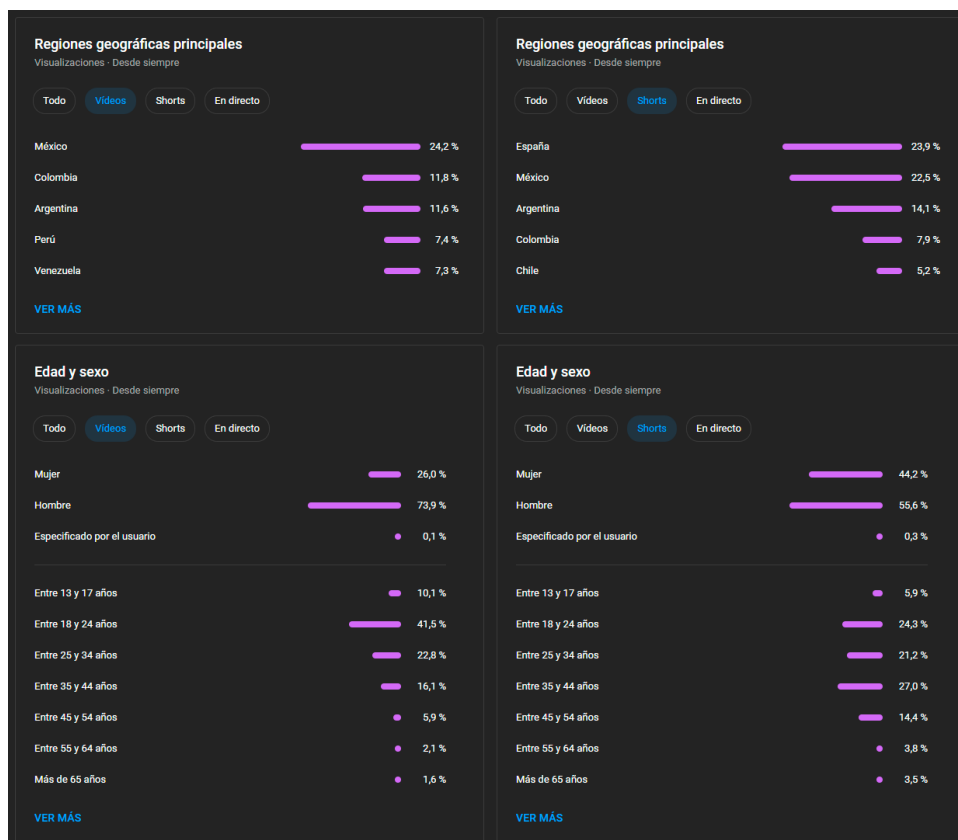 Regiones geográficas principales
Visualizaciones · Desde siempre
Todo Vídeos Shorts En directo
México 24,2 %
Colombia 11,8 %
Argentina 11,6 %
Perú 7,4 %
Venezuela 7,3 %
VER MÁS
Regiones geográficas principales
Visualizaciones · Desde siempre
Todo Vídeos Shorts En directo
España 23,9 %
México 22,5 %
Argentina 14,1 %
Colombia 7,9 %
Chile 5,2 %
VER MÁS
Edad y sexo
Visualizaciones · Desde siempre
Todo Vídeos Shorts En directo
Mujer 26,0 %
Hombre 73,9 %
Especificado por el usuario 0,1 %
Entre 13 y 17 años 10,1 %
Entre 18 y 24 años 41,5 %
Entre 25 y 34 años 22,8 %
Entre 35 y 44 años 16,1 %
Entre 45 y 54 años 5,9 %
Entre 55 y 64 años 2,1 %
Más de 65 años 1,6 %
VER MÁS
Edad y sexo
Visualizaciones · Desde siempre
Todo Vídeos Shorts En directo
Mujer 44,2 %
Hombre 55,6 %
Especificado por el usuario 0,3 %
Entre 13 y 17 años 5,9 %
Entre 18 y 24 años 24,3 %
Entre 25 y 34 años 21,2 %
Entre 35 y 44 años 27,0 %
Entre 45 y 54 años 14,4 %
Entre 55 y 64 años 3,8 %
Más de 65 años 3,5 %
VER MÁS